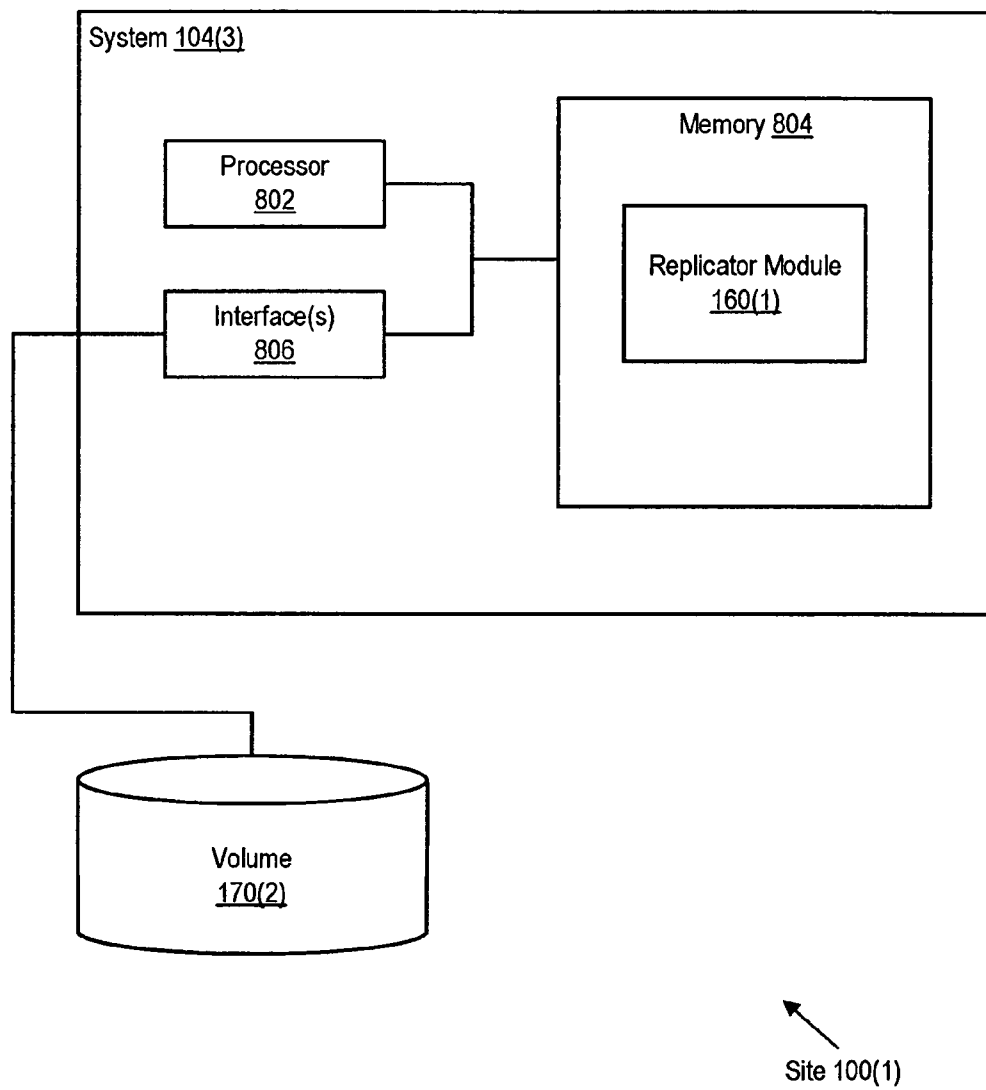 System 104(3)
Processor
802
Memory 804
Replicator Module
160(1)
Interface(s)
806
Volume
170(2)
Site 100(1)